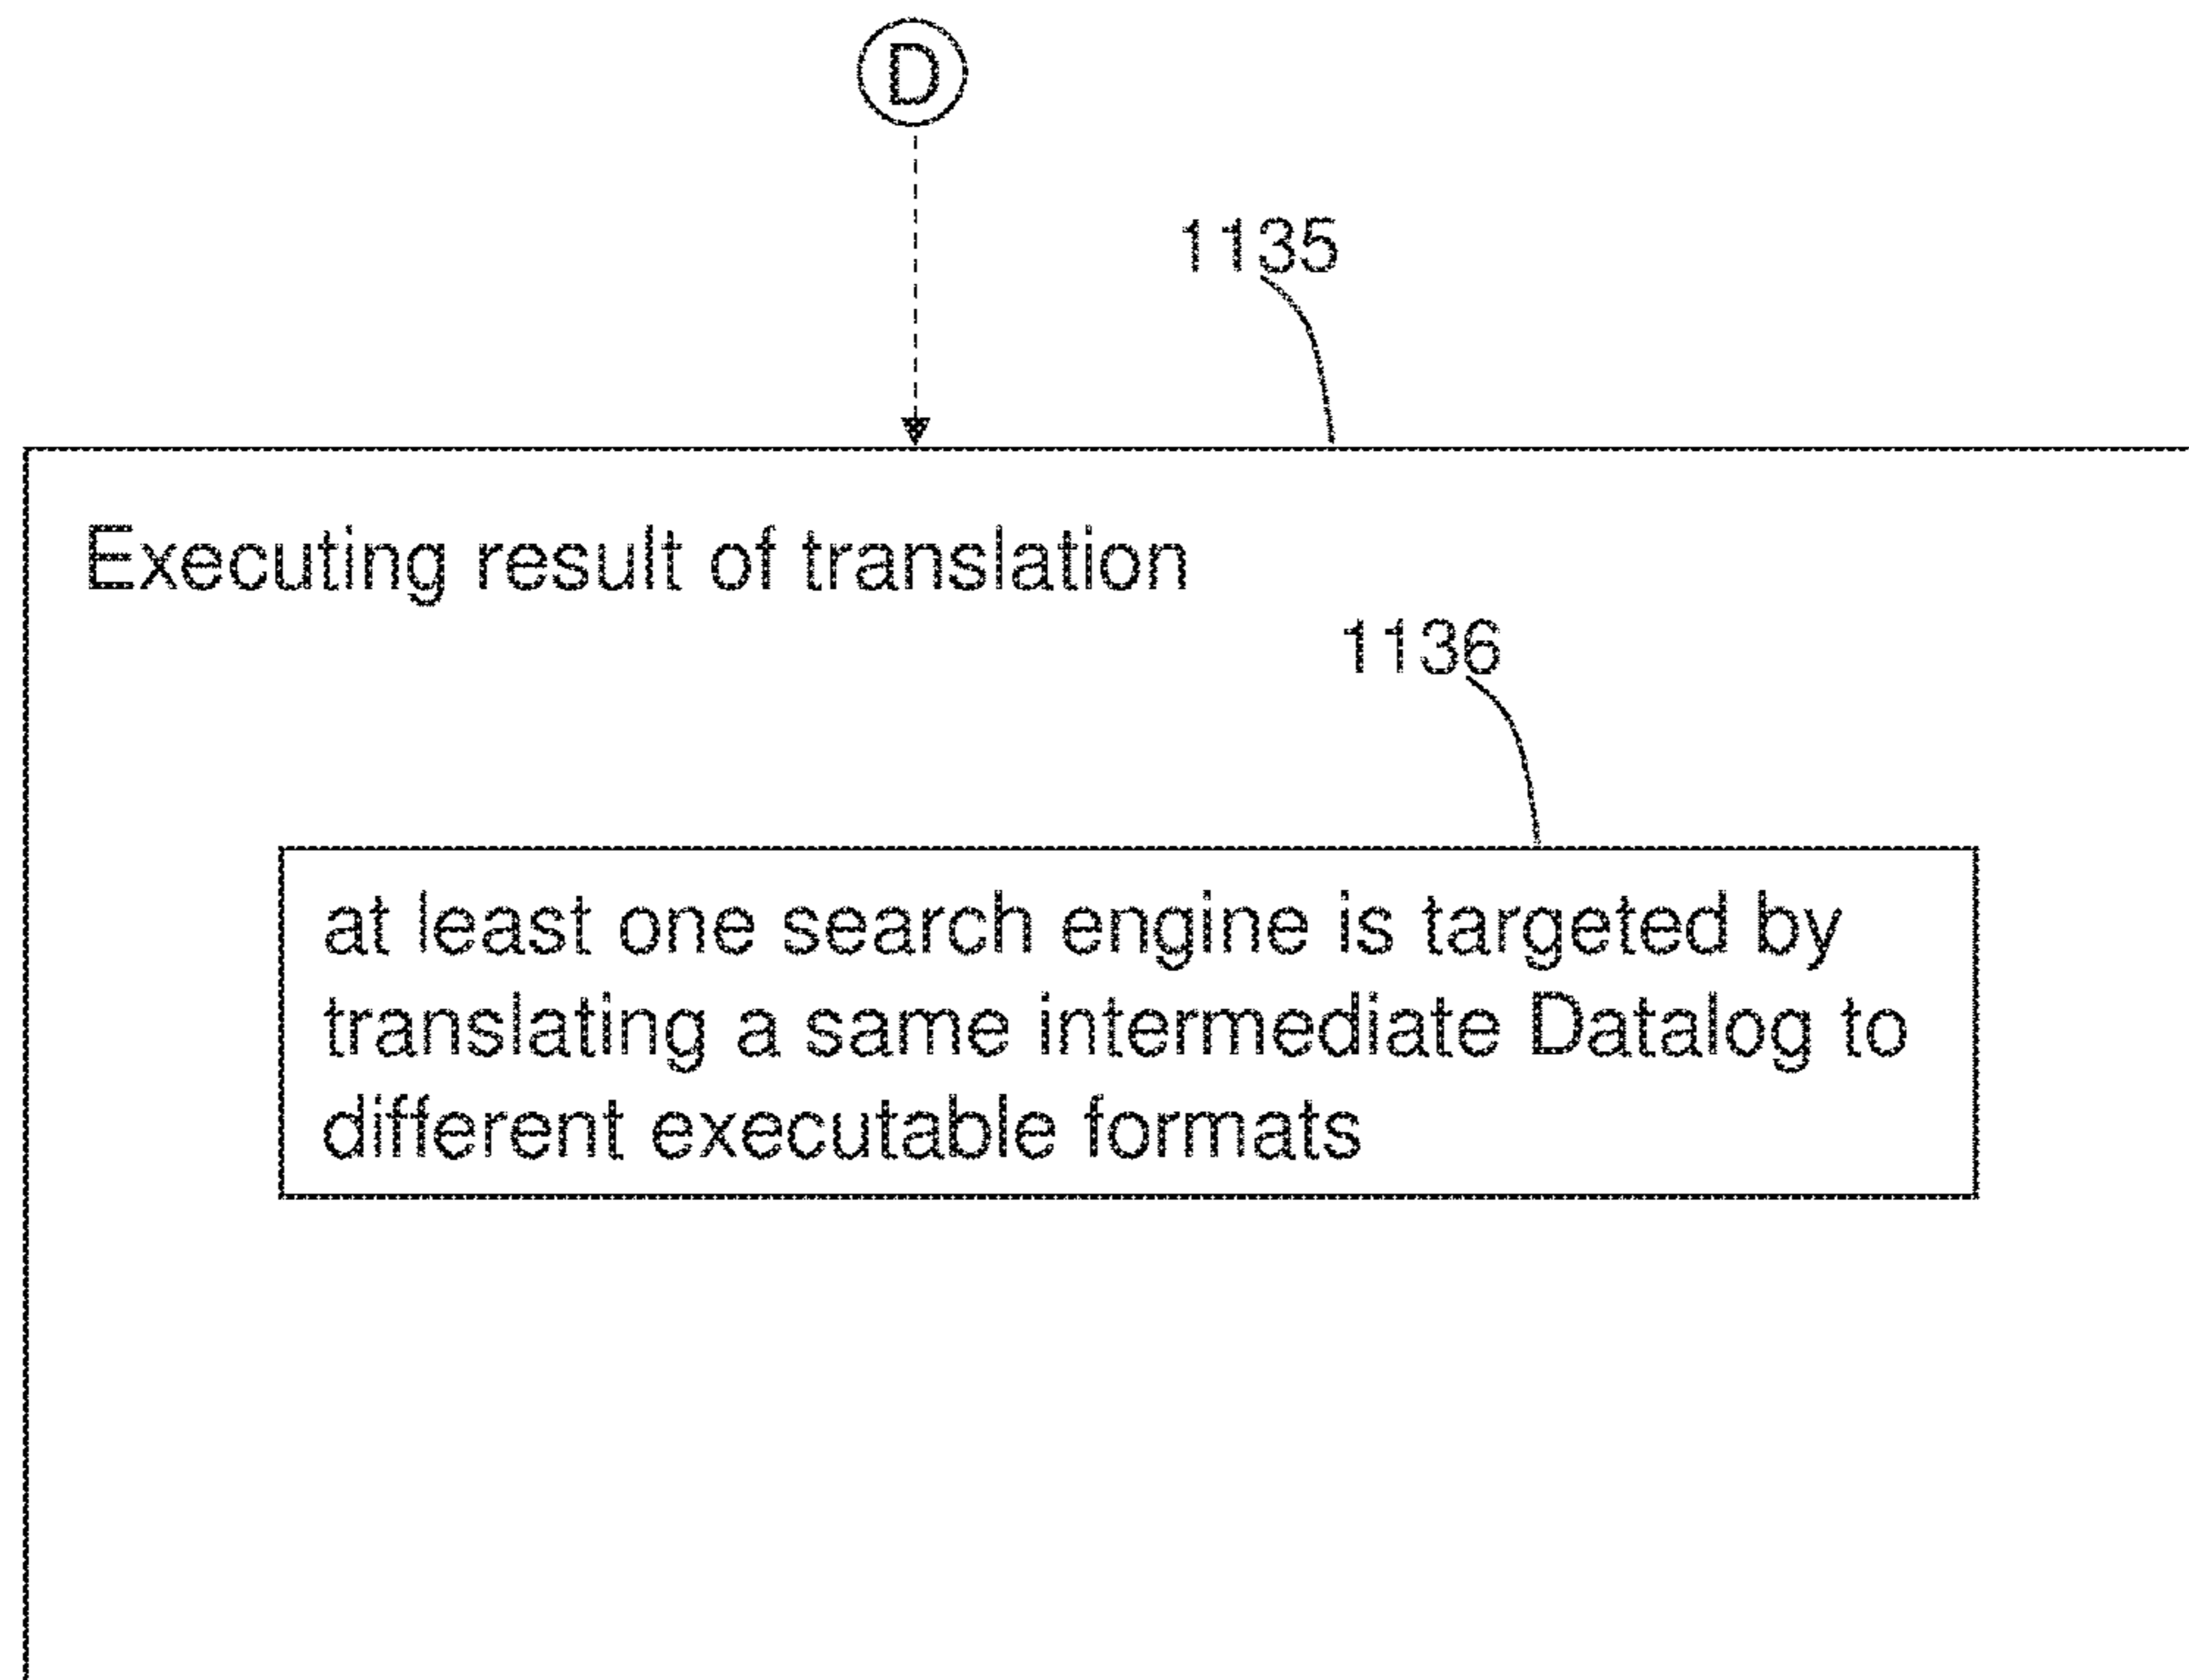 D
1135
Executing result of translation
1136
at least one search engine is targeted by
translating a same intermediate Datalog to
different executable formats